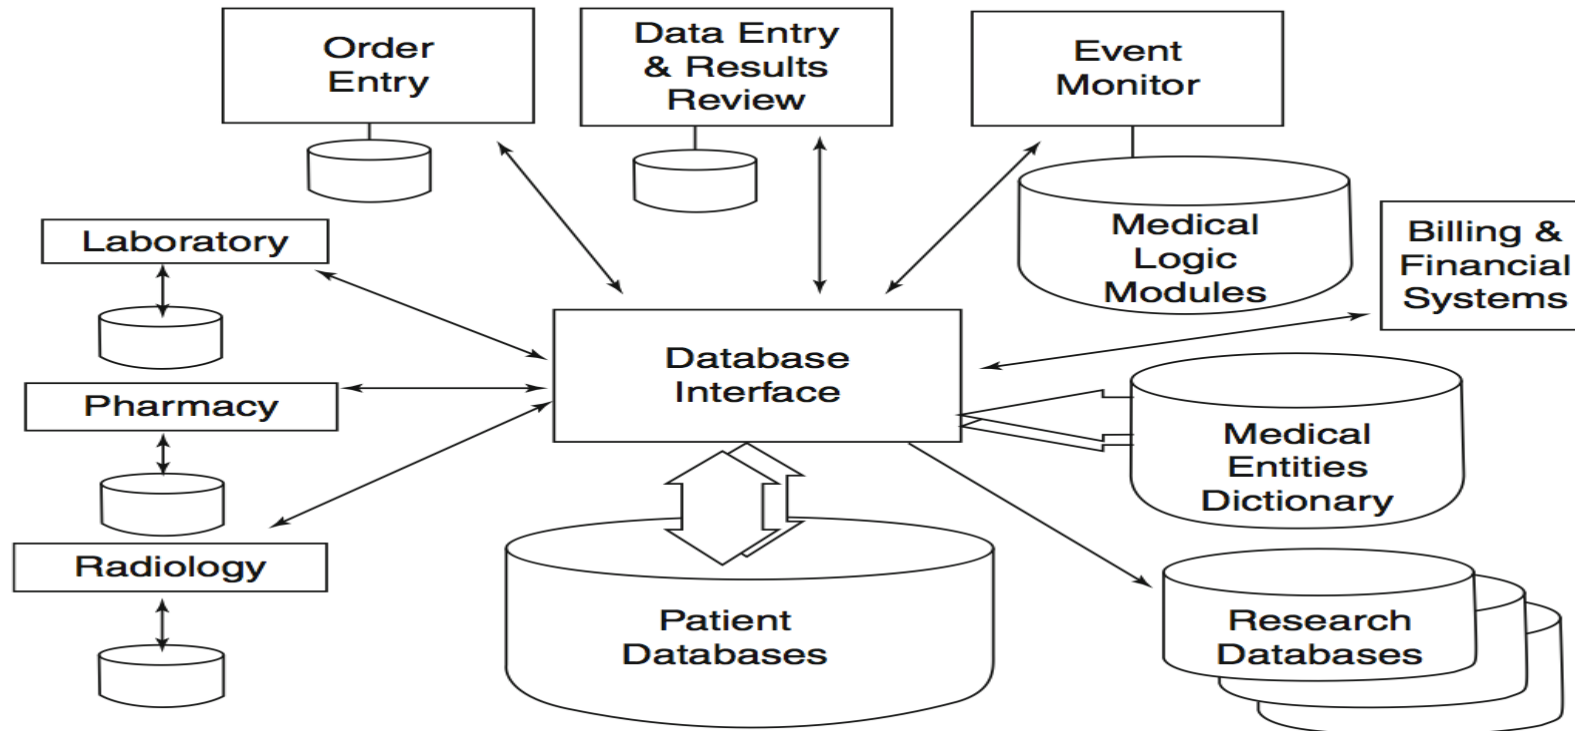 Order
Entry
Data Entry
& Results
Review
Event
Monitor
Medical
Logic
Modules
Billing &
Financial
Systems
Laboratory
Pharmacy
Radiology
Database
Interface
Medical
Entities
Dictionary
Patient
Databases
Research
Databases